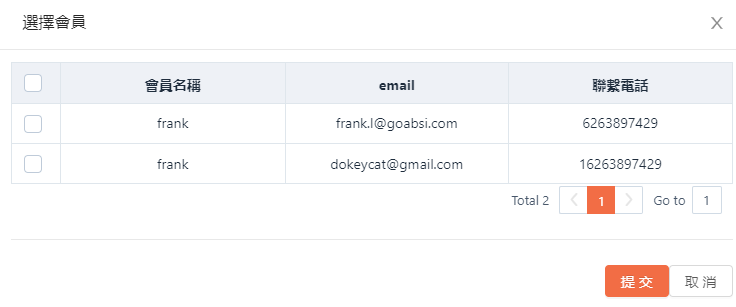 選擇會員
會員名稱 email 聯繫電話
frank frank.l@goabsi.com 6263897429
frank dokeycat@gmail.com 16263897429
Total 2 1 Go to 1
提 交 取 消